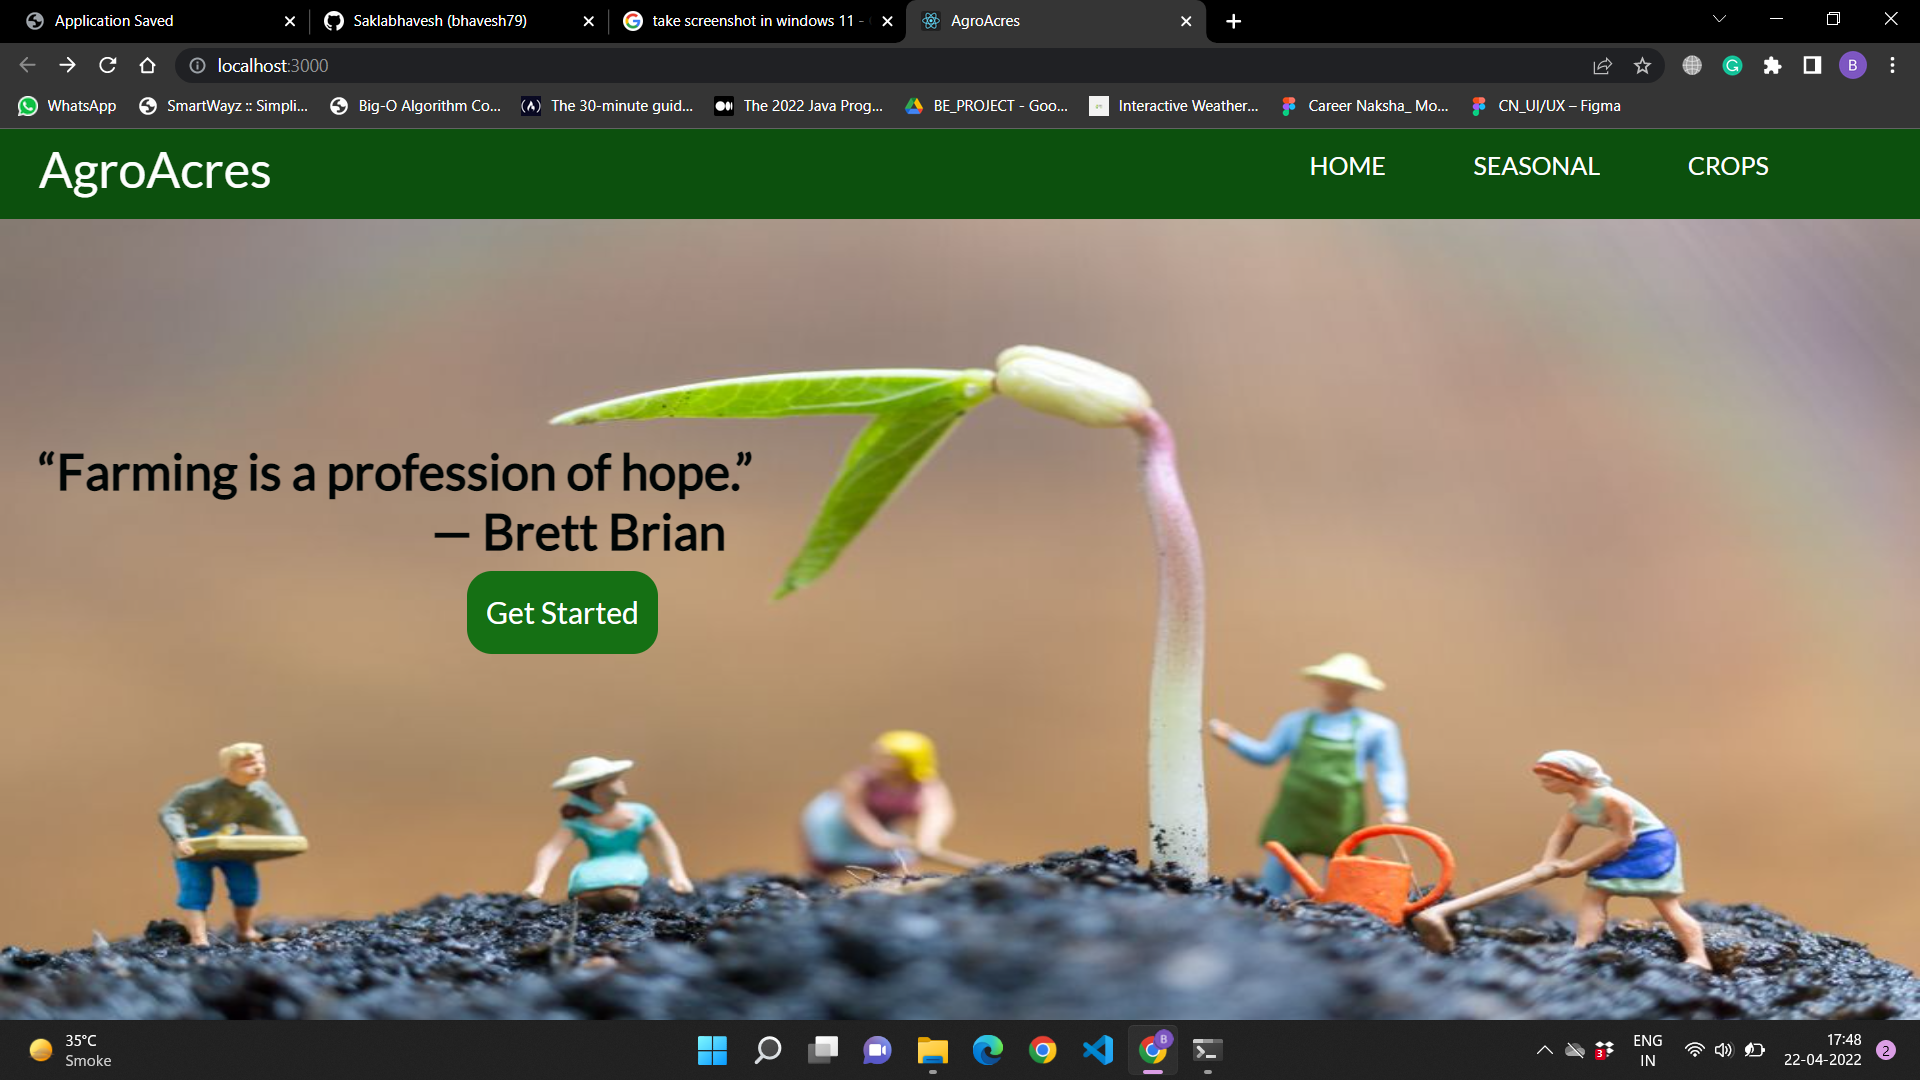 Application Saved
Saklabhavesh (bhavesh79)
take screenshot in windows 11 -
AgroAcres
localhost:3000
B
WhatsApp
SmartWayz :: Simpli...
Big-O Algorithm Co...
The 30-minute guid...
The 2022 Java Prog...
BE_PROJECT - Goo...
Interactive Weather...
Career Naksha_ Mo...
CN_UI/UX – Figma
AgroAcres
HOME
SEASONAL
CROPS
“Farming is a profession of hope.”
— Brett Brian
Get Started
35°C
Smoke
B
3
ENG
IN
17:48
22-04-2022
2